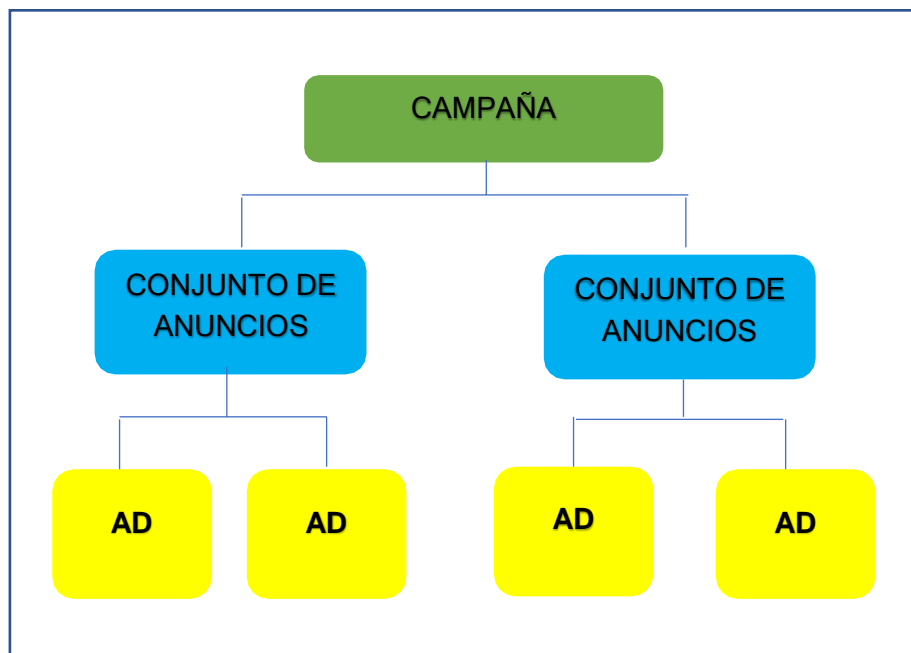 CAMPAÑA
CONJUNTO DE
ANUNCIOS
CONJUNTO DE
ANUNCIOS
AD
AD
AD
AD